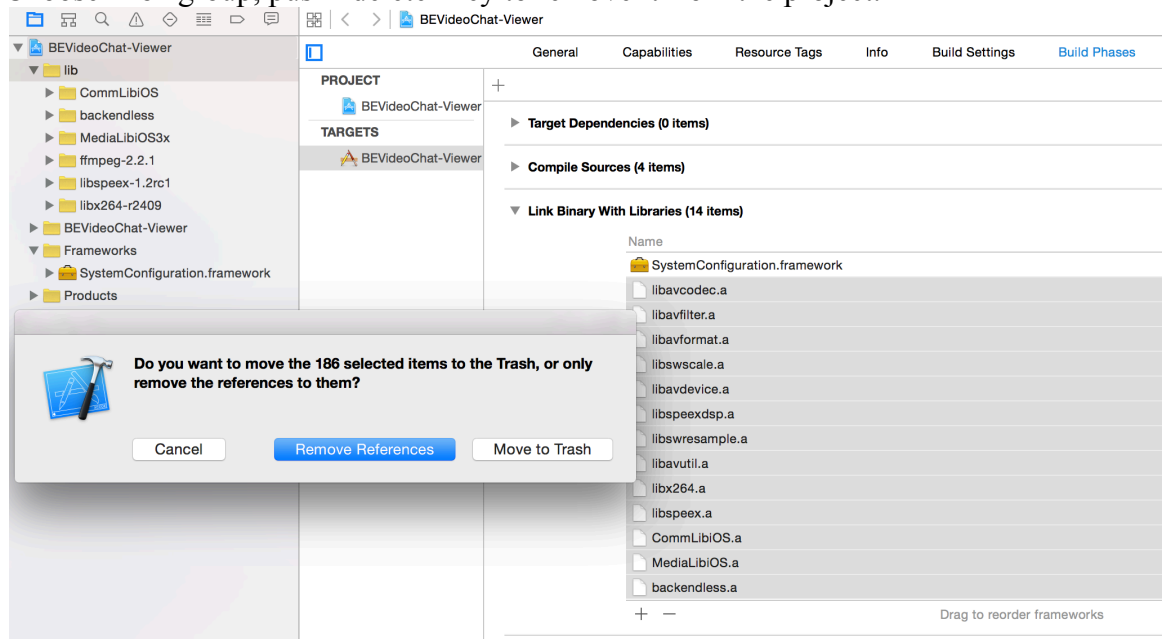 BEVideoChat-Viewer
BEVideoChat-Viewer
lib
CommLibiOS
backendless
MediaLibiOS3x
ffmpeg-2.2.1
libspeex-1.2rc1
libx264-r2409
BEVideoChat-Viewer
Frameworks
SystemConfiguration.framework
Products
General Capabilities Resource Tags Info Build Settings Build Phases
PROJECT
BEVideoChat-Viewer
TARGETS
BEVideoChat-Viewer
Target Dependencies (0 items)
Compile Sources (4 items)
Link Binary With Libraries (14 items)
Name
SystemConfiguration.framework
libavcodec.a
libavfilter.a
libavformat.a
libswscale.a
libavdevice.a
libspeexdsp.a
libswresample.a
libavutil.a
libx264.a
libspeex.a
CommLibiOS.a
MediaLibiOS.a
backendless.a
Drag to reorder frameworks
Do you want to move the 186 selected items to the Trash, or only
remove the references to them?
Cancel Remove References Move to Trash